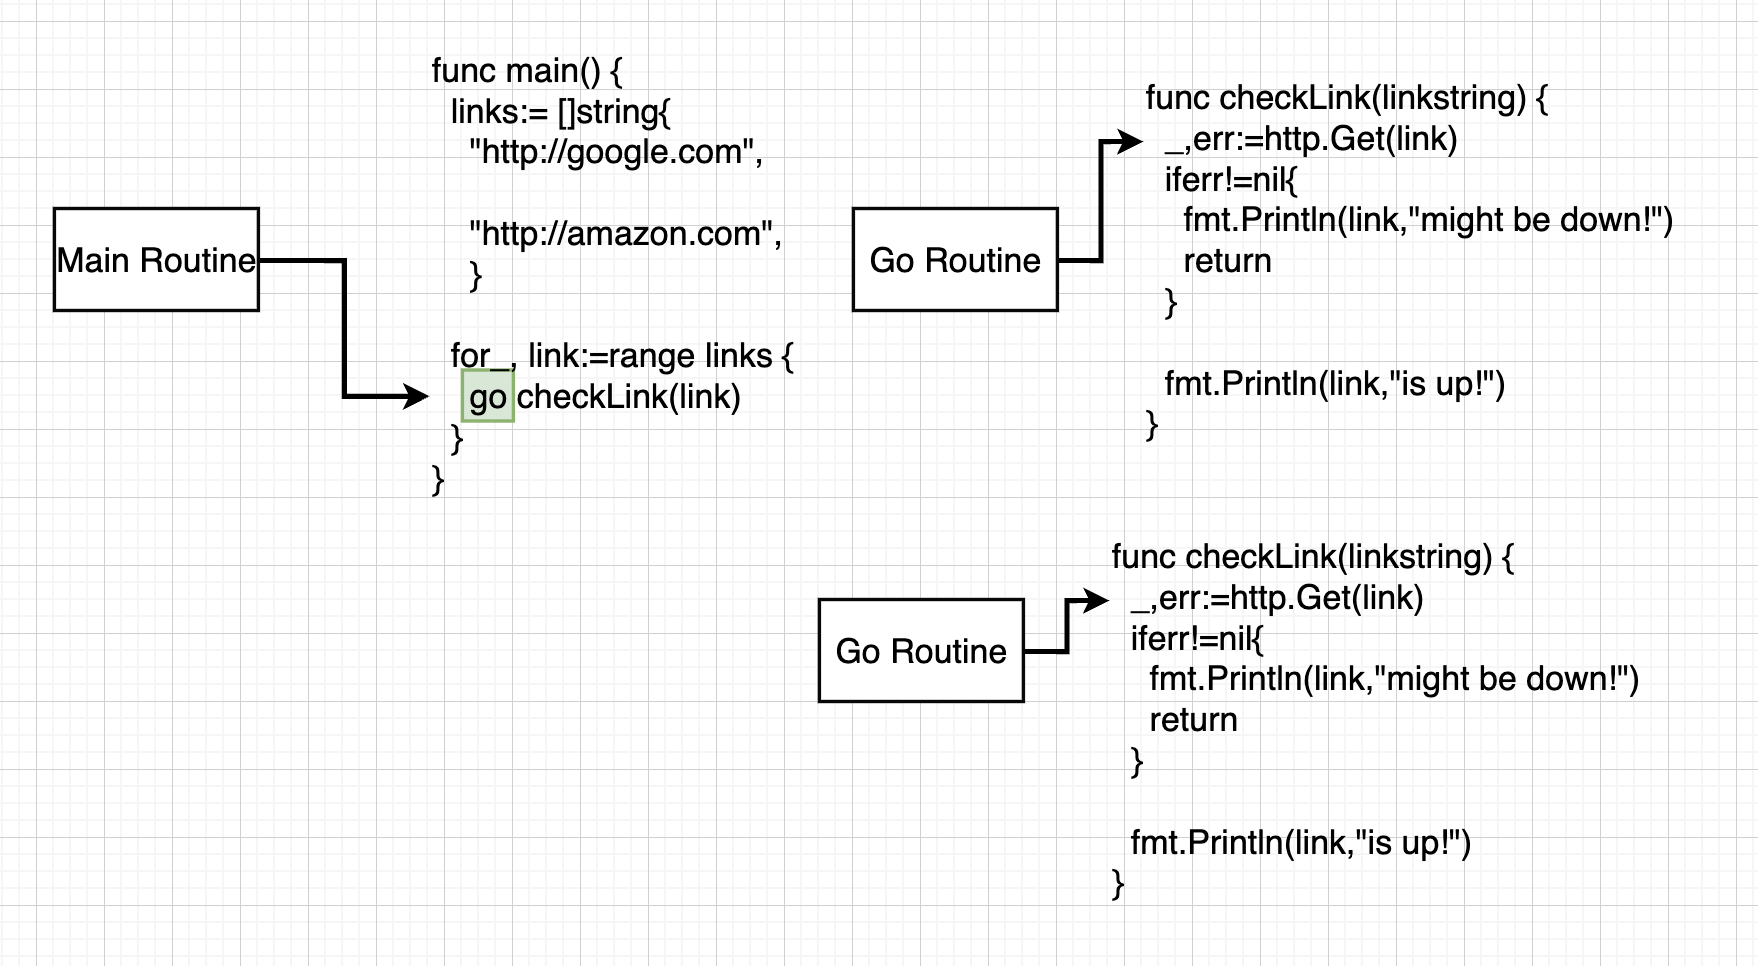 Main Routine
func main() {
links:= []string{
"http://google.com",
"http://amazon.com",
}
for_, link:=range links {
go checkLink(link)
}
}
Go Routine
func checkLink(linkstring) {
_,err:=http.Get(link)
iferr!=nil{
fmt.Println(link,"might be down!")
return
}
fmt.Println(link,"is up!")
}
Go Routine
func checkLink(linkstring) {
_,err:=http.Get(link)
iferr!=nil{
fmt.Println(link,"might be down!")
return
}
fmt.Println(link,"is up!")
}